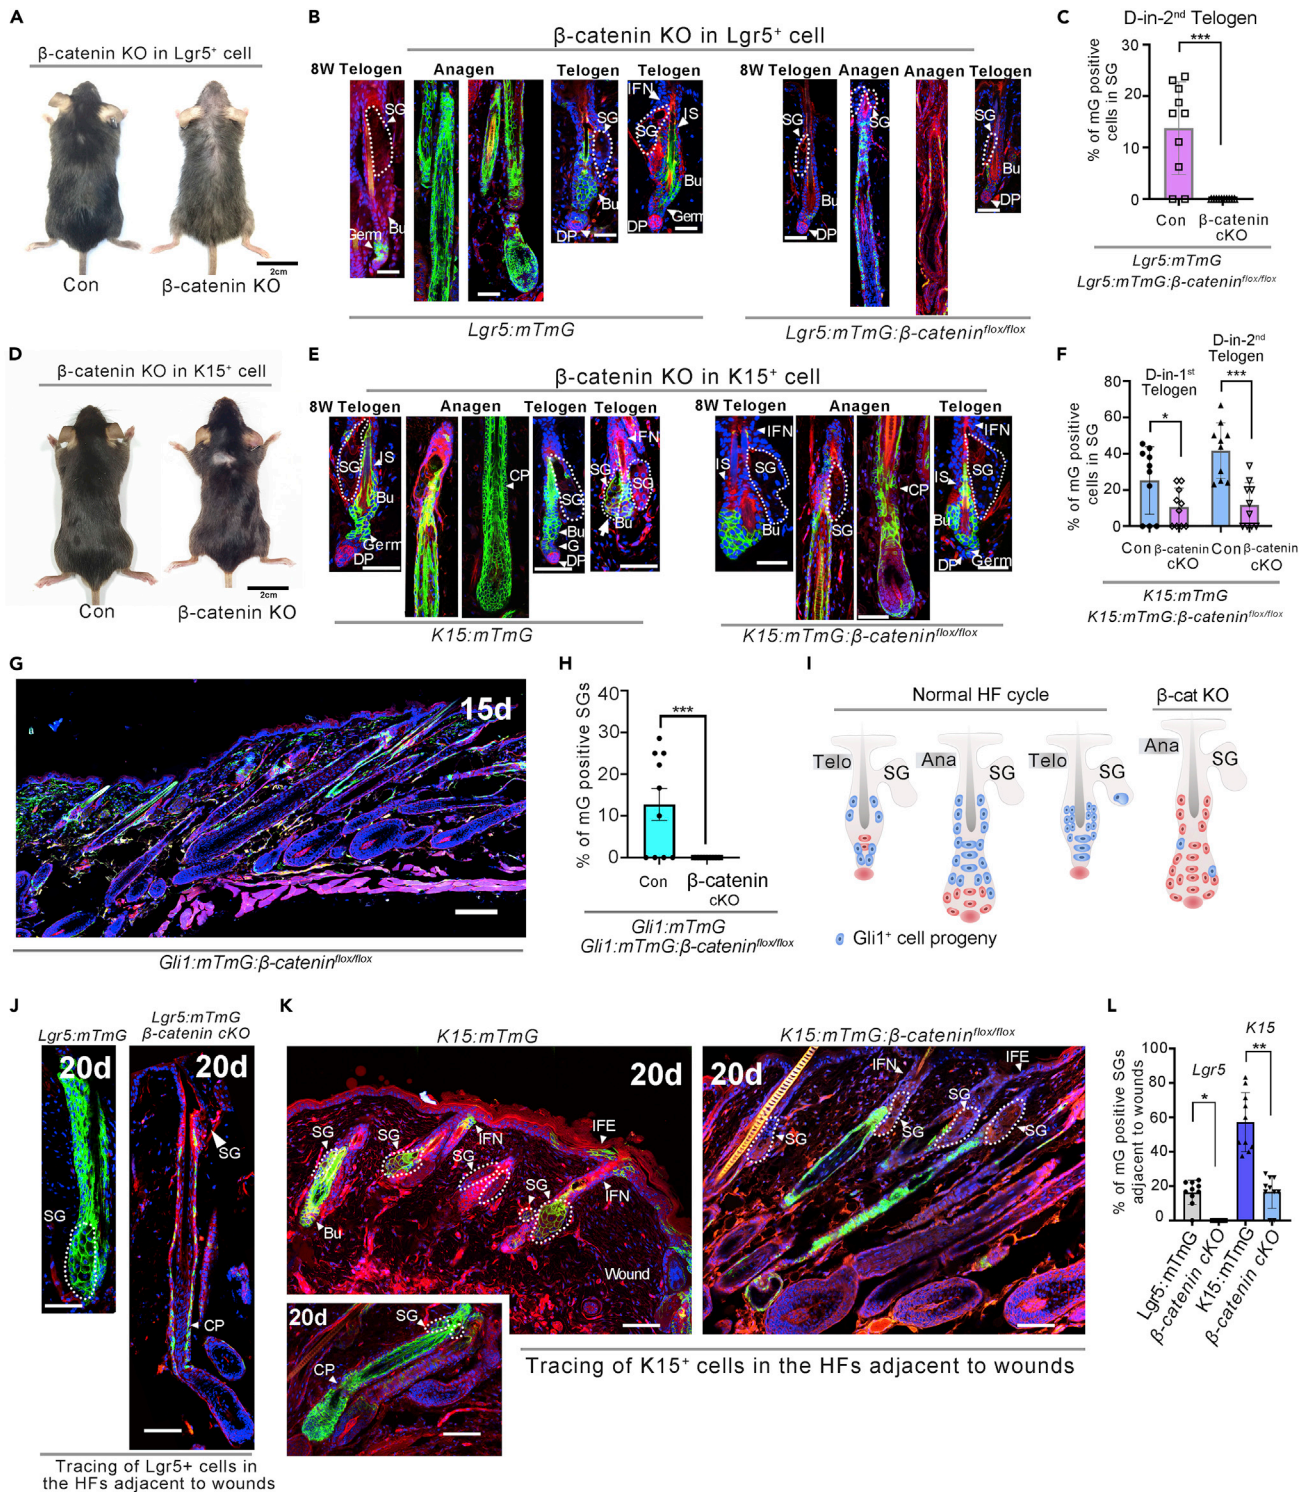 A
β-catenin KO in Lgr5⁺ cell
Con
β-catenin KO
2cm
B
β-catenin KO in Lgr5⁺ cell
8W Telogen
Anagen
Telogen
Telogen
8W Telogen
Anagen
Anagen
Telogen
SG
Bu
Germ
SG
Bu
DP
IFN
SG
IS
Bu
Germ
DP
SG
Bu
DP
SG
SG
Bu
DP
Lgr5:mTmG
Lgr5:mTmG:β-catenin^flox/flox
C
D-in-2nd Telogen
% of mG positive
cells in SG
30
20
10
0
***
Con
β-catenin
cKO
Lgr5:mTmG
Lgr5:mTmG:β-catenin^flox/flox
D
β-catenin KO in K15⁺ cell
Con
β-catenin KO
2cm
E
β-catenin KO in K15⁺ cell
8W Telogen
Anagen
Telogen
Telogen
8W Telogen
Anagen
Telogen
SG
IS
Bu
Germ
DP
CP
SG
Bu
G
DP
IFN
SG
SG
Bu
IFN
IS
SG
Bu
SG
CP
IFN
IS
SG
Bu
DP
Germ
K15:mTmG
K15:mTmG:β-catenin^flox/flox
F
D-in-1st
Telogen
D-in-2nd
Telogen
% of mG positive
cells in SG
80
60
40
20
0
*
***
Con
β-catenin
cKO
Con
β-catenin
cKO
K15:mTmG
K15:mTmG:β-catenin^flox/flox
G
15d
Gli1:mTmG:β-catenin^flox/flox
H
% of mG positive SGs
40
30
20
10
0
***
Con
β-catenin
cKO
Gli1:mTmG
Gli1:mTmG:β-catenin^flox/flox
I
Normal HF cycle
β-cat KO
Telo
SG
Ana
SG
Telo
SG
Ana
SG
Gli1⁺ cell progeny
J
Lgr5:mTmG
Lgr5:mTmG
β-catenin cKO
20d
20d
SG
SG
CP
Tracing of Lgr5+ cells in
the HFs adjacent to wounds
K
K15:mTmG
K15:mTmG:β-catenin^flox/flox
20d
SG
SG
IFN
SG
IFE
SG
IFN
Bu
Wound
20d
SG
CP
20d
IFN
IFE
SG
SG
SG
SG
Tracing of K15⁺ cells in the HFs adjacent to wounds
L
% of mG positive SGs
adjacent to wounds
100
80
60
40
20
0
Lgr5
K15
*
**
Lgr5:mTmG
β-catenin cKO
K15:mTmG
β-catenin cKO